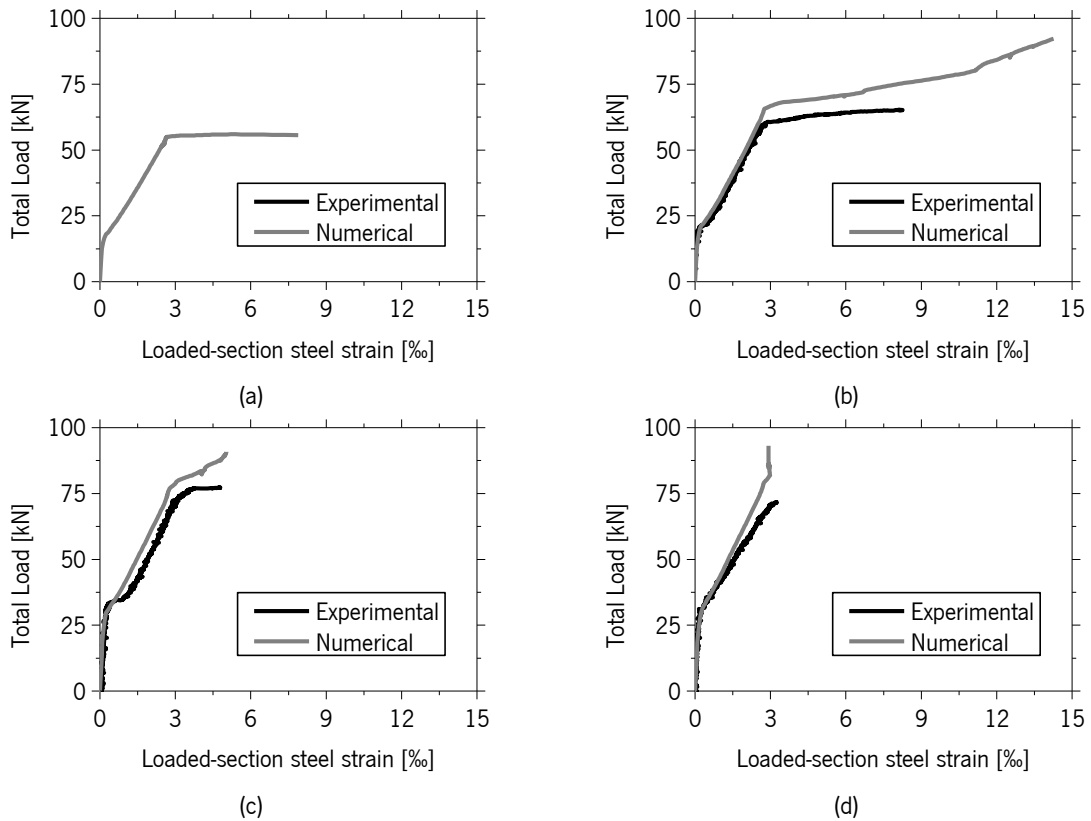 100
75
50
25
0
Total Load [kN]
Experimental
Numerical
0 3 6 9 12 15
Loaded-section steel strain [‰]
(a)
100
75
50
25
0
Total Load [kN]
Experimental
Numerical
0 3 6 9 12 15
Loaded-section steel strain [‰]
(b)
100
75
50
25
0
Total Load [kN]
Experimental
Numerical
0 3 6 9 12 15
Loaded-section steel strain [‰]
(c)
100
75
50
25
0
Total Load [kN]
Experimental
Numerical
0 3 6 9 12 15
Loaded-section steel strain [‰]
(d)